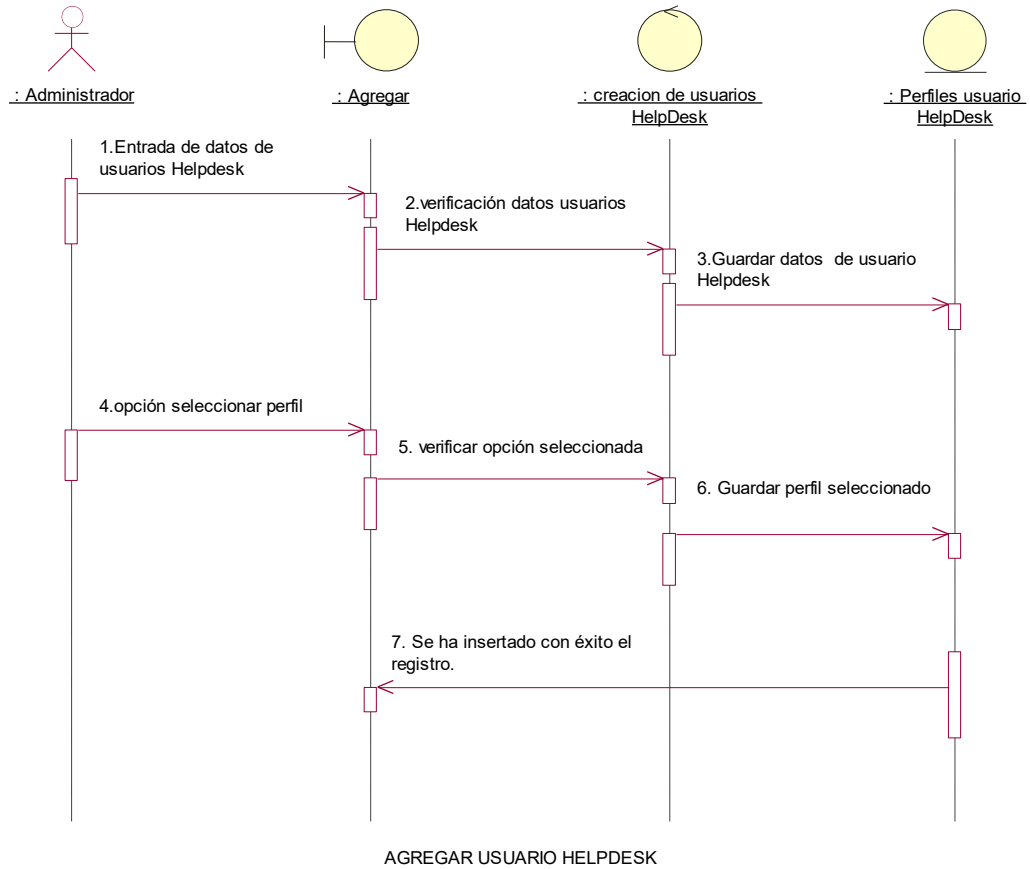 : Administrador
: Agregar
: creacion de usuarios
HelpDesk
: Perfiles usuario
HelpDesk
1.Entrada de datos de
usuarios Helpdesk
2.verificación datos usuarios
Helpdesk
3.Guardar datos  de usuario
Helpdesk
4.opción seleccionar perfil
5. verificar opción seleccionada
6. Guardar perfil seleccionado
7. Se ha insertado con éxito el
registro.
AGREGAR USUARIO HELPDESK